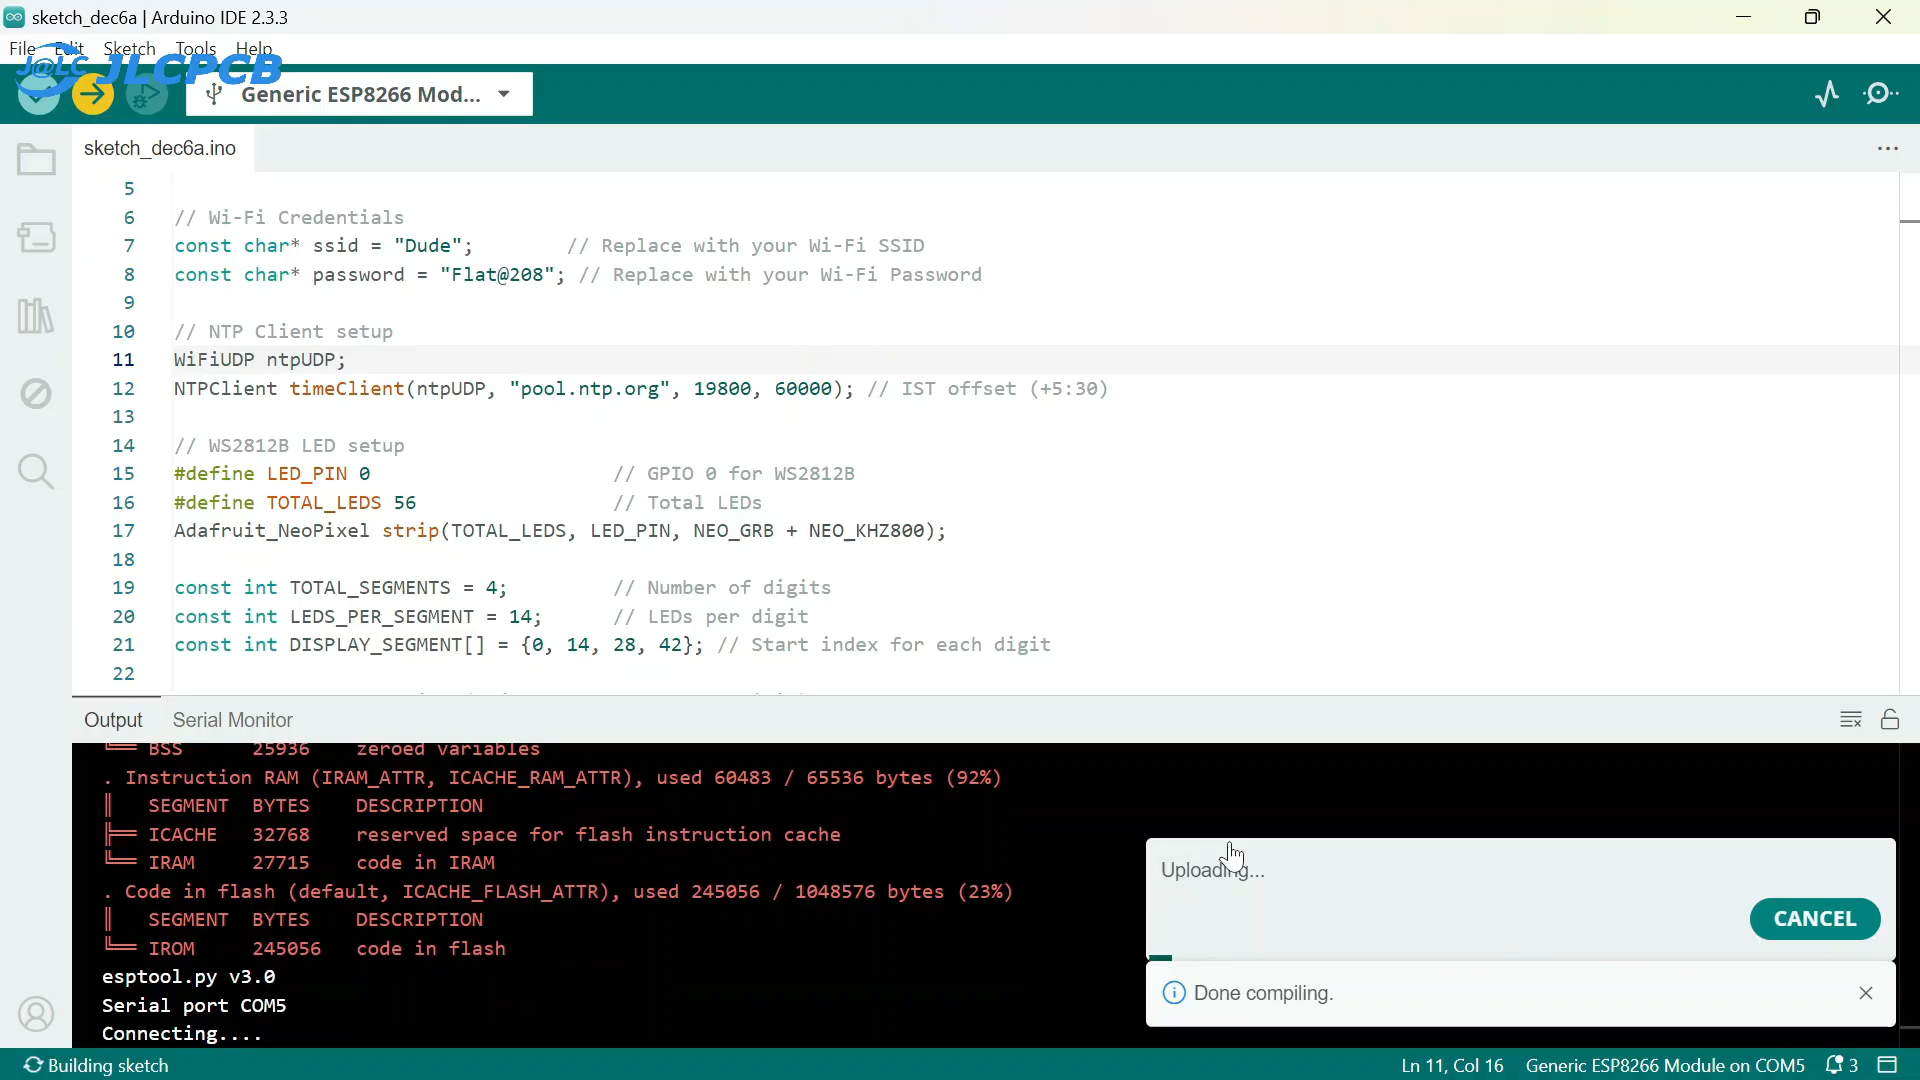 sketch_dec6a | Arduino IDE 2.3.3
File Edit Sketch Tools Help
J@LC JLCPCB
Generic ESP8266 Mod...
sketch_dec6a.ino
5
6 // Wi-Fi Credentials
7 const char* ssid = "Dude"; // Replace with your Wi-Fi SSID
8 const char* password = "Flat@208"; // Replace with your Wi-Fi Password
9
10 // NTP Client setup
11 WiFiUDP ntpUDP;
12 NTPClient timeClient(ntpUDP, "pool.ntp.org", 19800, 60000); // IST offset (+5:30)
13
14 // WS2812B LED setup
15 #define LED_PIN 0 // GPIO 0 for WS2812B
16 #define TOTAL_LEDS 56 // Total LEDs
17 Adafruit_NeoPixel strip(TOTAL_LEDS, LED_PIN, NEO_GRB + NEO_KHZ800);
18
19 const int TOTAL_SEGMENTS = 4; // Number of digits
20 const int LEDS_PER_SEGMENT = 14; // LEDs per digit
21 const int DISPLAY_SEGMENT[] = {0, 14, 28, 42}; // Start index for each digit
22
Output Serial Monitor
╚══ BSS 25936 zeroed variables
. Instruction RAM (IRAM_ATTR, ICACHE_RAM_ATTR), used 60483 / 65536 bytes (92%)
║ SEGMENT BYTES DESCRIPTION
╠══ ICACHE 32768 reserved space for flash instruction cache
╚══ IRAM 27715 code in IRAM
. Code in flash (default, ICACHE_FLASH_ATTR), used 245056 / 1048576 bytes (23%)
║ SEGMENT BYTES DESCRIPTION
╚══ IROM 245056 code in flash
esptool.py v3.0
Serial port COM5
Connecting....
Uploading...
CANCEL
Done compiling.
Building sketch
Ln 11, Col 16 Generic ESP8266 Module on COM5 3